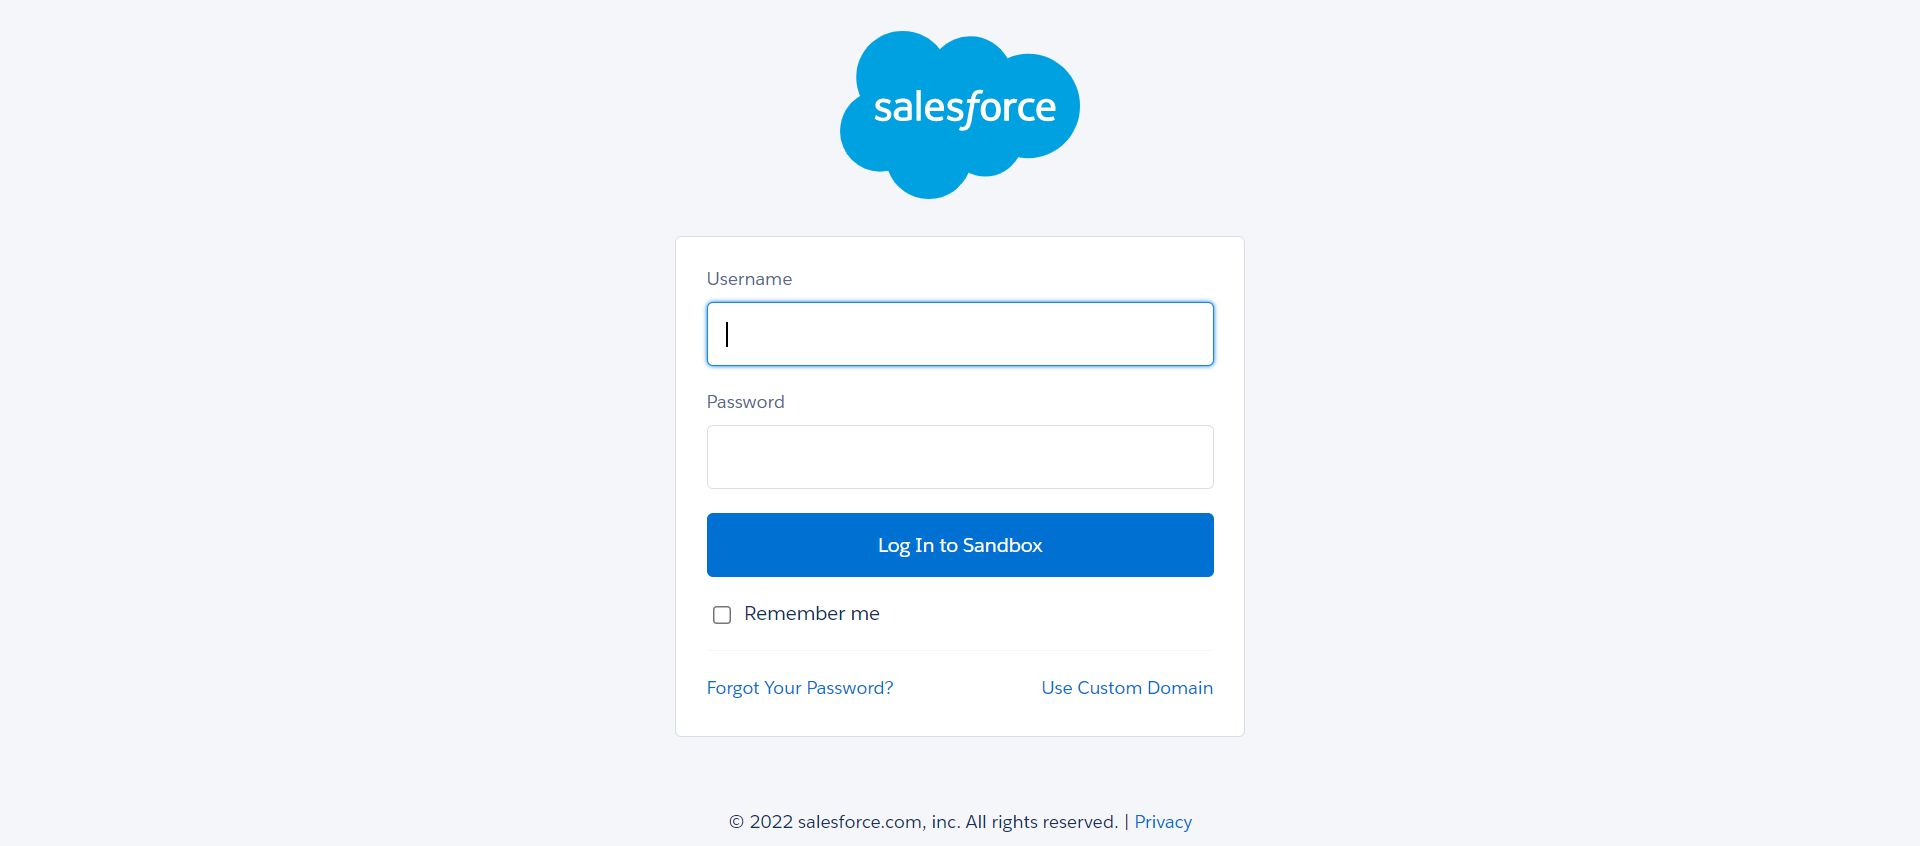 salesforce
Username
Password
Log In to Sandbox
Remember me
Forgot Your Password? Use Custom Domain
© 2022 salesforce.com, inc. All rights reserved. | Privacy